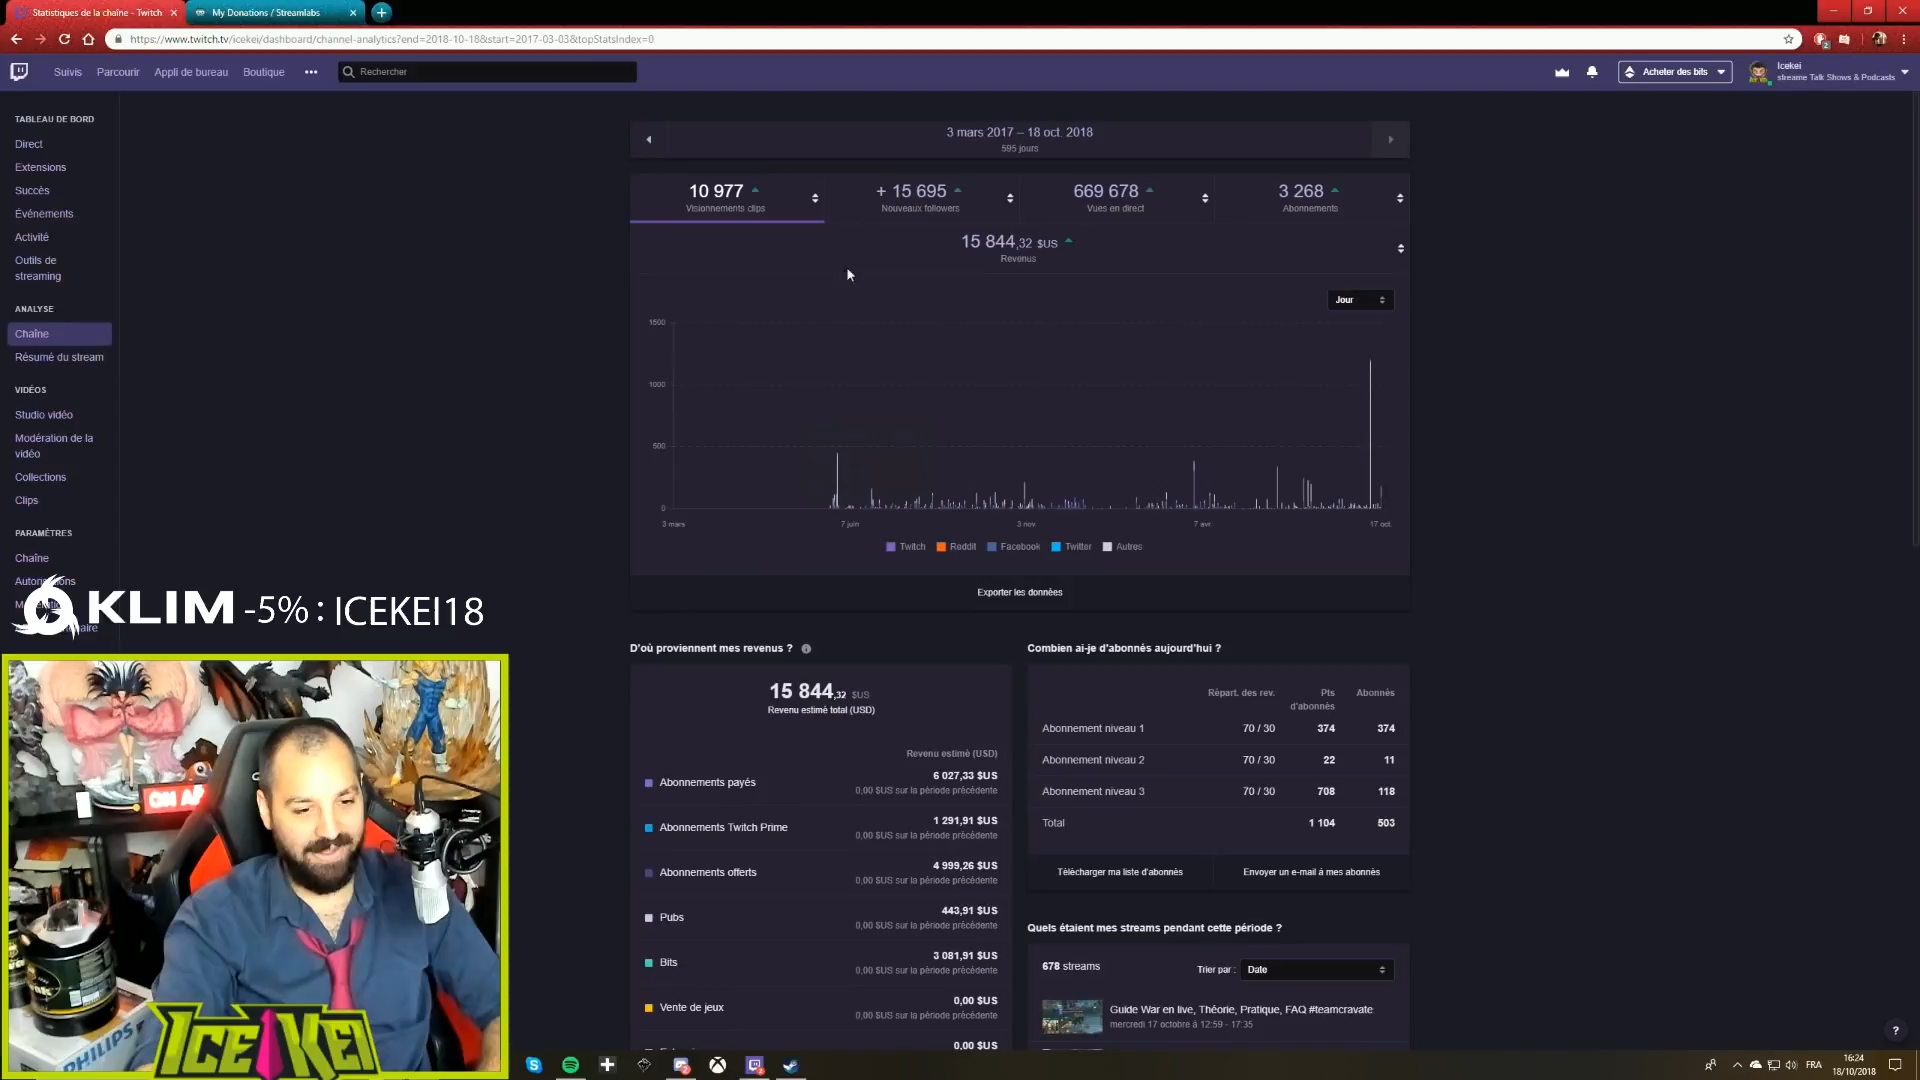 Statistiques de la chaîne - Twitch
My Donations / Streamlabs
https://www.twitch.tv/icekei/dashboard/channel-analytics?end=2018-10-18&start=2017-03-03&topStatsIndex=0
Suivis
Parcourir
Appli de bureau
Boutique
Rechercher
Acheter des bits
Icekei
streame Talk Shows & Podcasts
TABLEAU DE BORD
Direct
Extensions
Succès
Événements
Activité
Outils de
streaming
ANALYSE
Chaîne
Résumé du stream
VIDÉOS
Studio vidéo
Modération de la
vidéo
Collections
Clips
PARAMÈTRES
Chaîne
KLIM -5% : ICEKEI18
3 mars 2017 – 18 oct. 2018
595 jours
10 977
Visionnements clips
+ 15 695
Nouveaux followers
669 678
Vues en direct
3 268
Abonnements
15 844,32 $US
Revenus
Jour
1500
1000
500
0
3 mars
7 juin
3 nov
7 avr.
17 oct.
Twitch
Reddit
Facebook
Twitter
Autres
Exporter les données
D'où proviennent mes revenus ?
15 844,32 $US
Revenu estimé total (USD)
Revenu estimé (USD)
Abonnements payés
6 027,33 $US
0,00 $US sur la période précédente
Abonnements Twitch Prime
1 291,91 $US
0,00 $US sur la période précédente
Abonnements offerts
4 999,26 $US
0,00 $US sur la période précédente
Pubs
443,91 $US
0,00 $US sur la période précédente
Bits
3 081,91 $US
0,00 $US sur la période précédente
Vente de jeux
0,00 $US
0,00 $US sur la période précédente
0,00 $US
Combien ai-je d'abonnés aujourd'hui ?
Répart. des rev.
Pts
d'abonnés
Abonnés
Abonnement niveau 1 70 / 30 374 374
Abonnement niveau 2 70 / 30 22 11
Abonnement niveau 3 70 / 30 708 118
Total 1 104 503
Télécharger ma liste d'abonnés
Envoyer un e-mail à mes abonnés
Quels étaient mes streams pendant cette période ?
678 streams
Trier par :
Date
Guide War en live, Théorie, Pratique, FAQ #teamcravate
mercredi 17 octobre à 12:59 - 17:35
?
ON A
PHILIPS
ICEKEI
FRA
16:24
18/10/2018